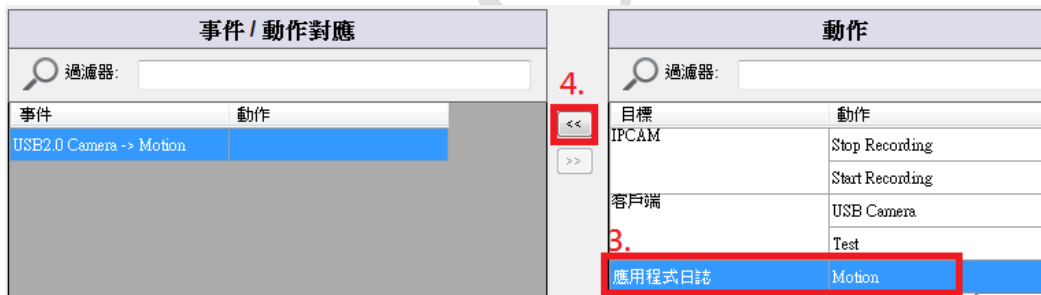 事件 / 動作對應
過濾器:
事件 動作
USB2.0 Camera -> Motion
4.
<<
>>
動作
過濾器:
目標 動作
IPCAM Stop Recording
Start Recording
客戶端 USB Camera
Test
3.
應用程式日誌 Motion